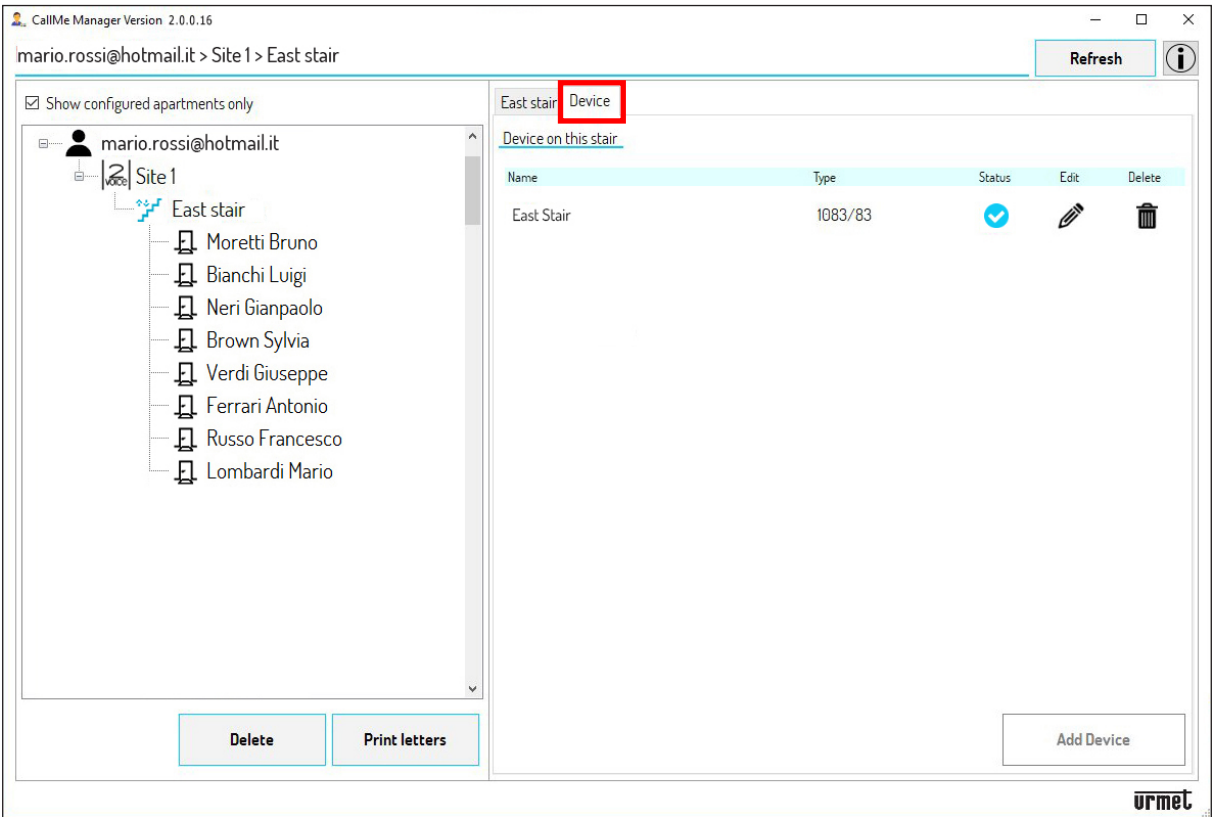 CallMe Manager Version 2.0.0.16
mario.rossi@hotmail.it > Site 1 > East stair
Refresh
i
Show configured apartments only
mario.rossi@hotmail.it
2 VOICE Site 1
East stair
Moretti Bruno
Bianchi Luigi
Neri Gianpaolo
Brown Sylvia
Verdi Giuseppe
Ferrari Antonio
Russo Francesco
Lombardi Mario
Delete Print letters
East stair Device
Device on this stair
Name Type Status Edit Delete
East Stair 1083/83
Add Device
urmet